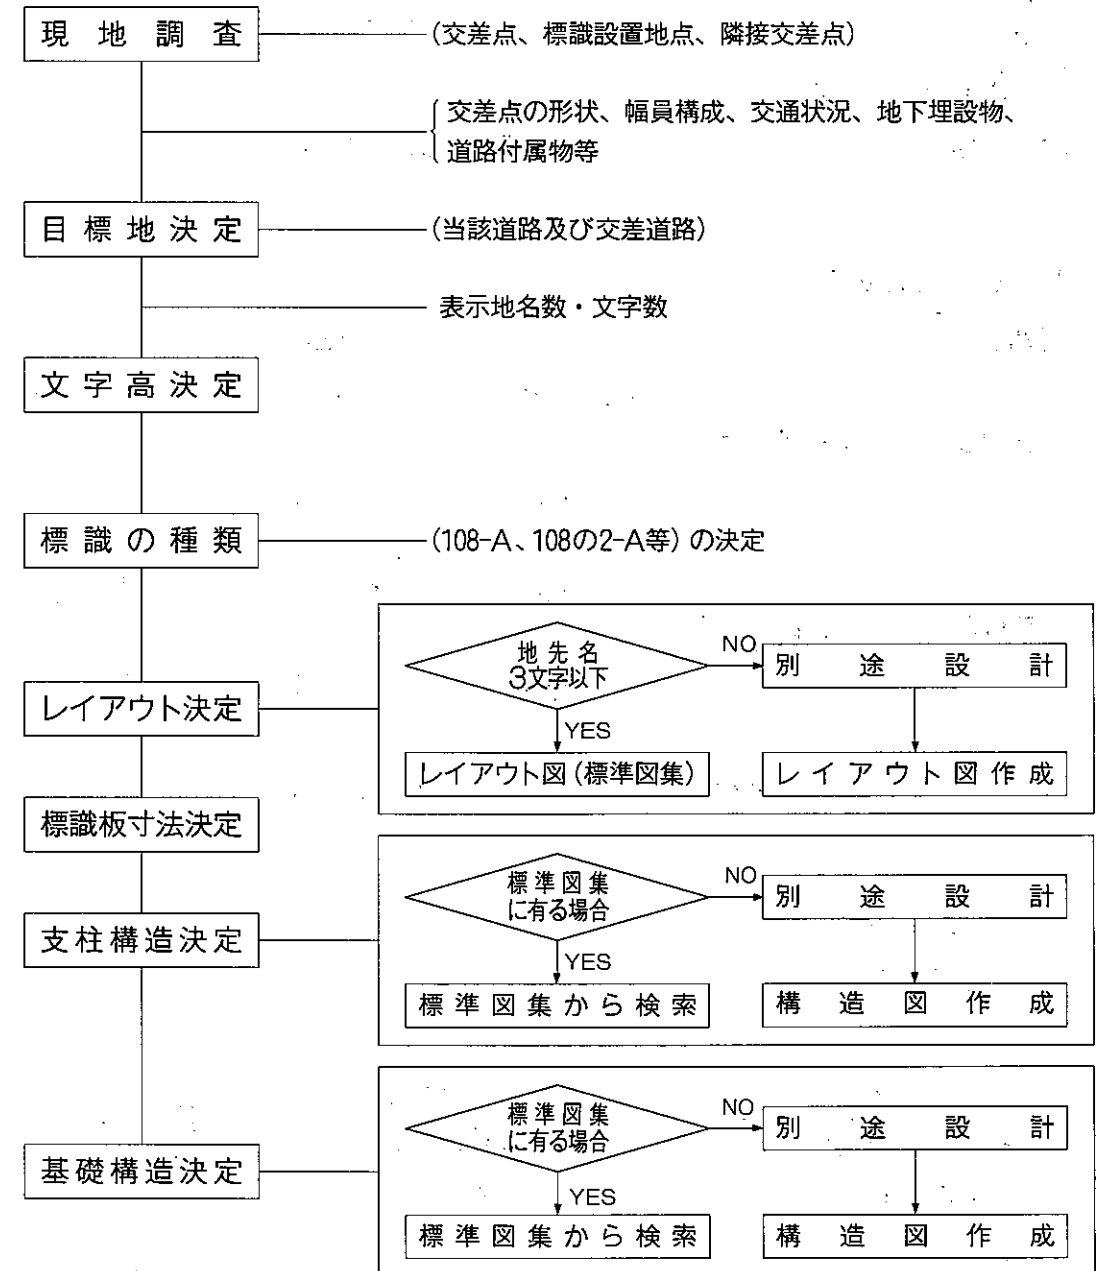 現地調査
(交差点、標識設置地点、隣接交差点)
交差点の形状、幅員構成、交通状況、地下埋設物、
道路付属物等
目標地決定
(当該道路及び交差道路)
表示地名数・文字数
文字高決定
標識の種類
(108-A、108の2-A等)の決定
レイアウト決定
地先名
3文字以下
NO
別途設計
YES
レイアウト図(標準図集)
レイアウト図作成
標識板寸法決定
支柱構造決定
標準図集
に有る場合
NO
別途設計
YES
標準図集から検索
構造図作成
基礎構造決定
標準図集
に有る場合
NO
別途設計
YES
標準図集から検索
構造図作成